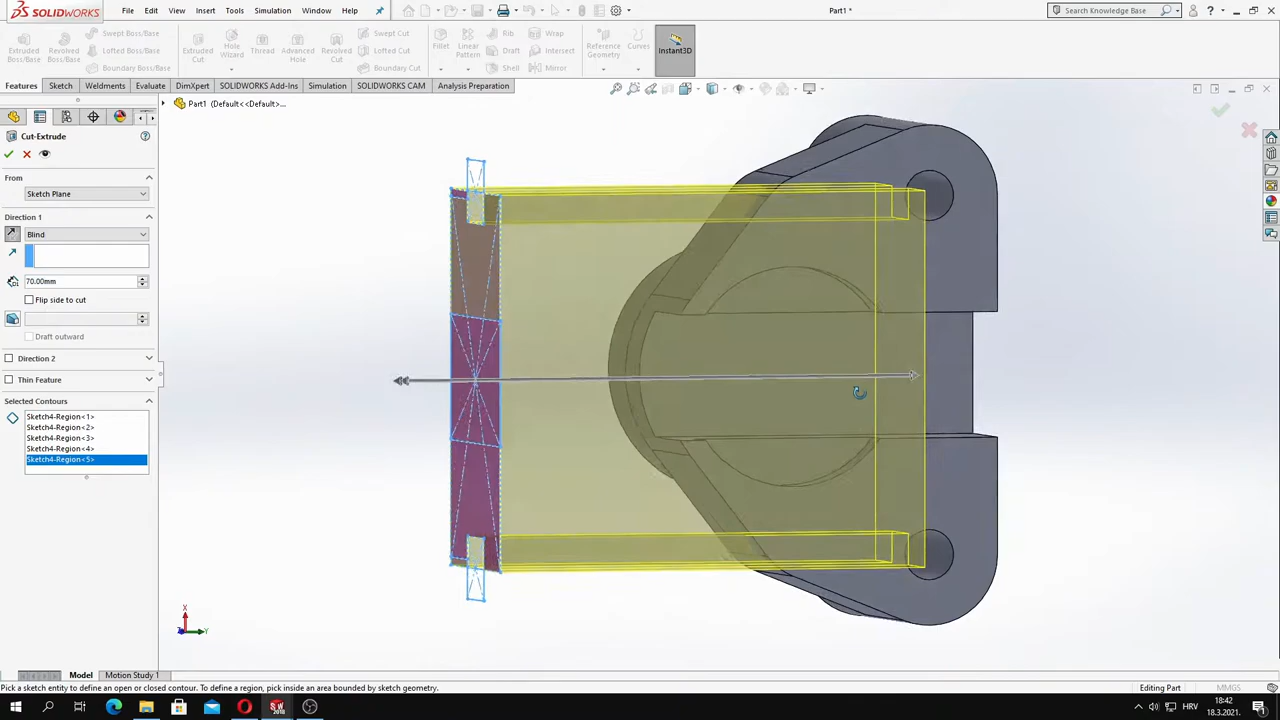 SOLIDWORKS File Edit View Insert Tools Simulation Window Help Part1 * Search Knowledge Base
Extruded Boss/Base Revolved Boss/Base Swept Boss/Base Lofted Boss/Base Boundary Boss/Base Extruded Cut Hole Wizard Thread Advanced Hole Revolved Cut Swept Cut Lofted Cut Boundary Cut Fillet Linear Pattern Rib Draft Shell Wrap Intersect Mirror Reference Geometry Curves Instant3D
Features Sketch Weldments Evaluate DimXpert SOLIDWORKS Add-Ins Simulation SOLIDWORKS CAM Analysis Preparation
Part1 (Default<<Default>...
Cut-Extrude
From
Sketch Plane
Direction 1
Blind
70.00mm
Flip side to cut
Draft outward
Direction 2
Thin Feature
Selected Contours
Sketch4-Region<1>
Sketch4-Region<2>
Sketch4-Region<3>
Sketch4-Region<4>
Sketch4-Region<5>
X
Z Y
Model Motion Study 1
Pick a sketch entity to define an open or closed contour. To define a region, pick inside an area bounded by sketch geometry. Editing Part MMGS
HRV 18:42
18.3.2021.